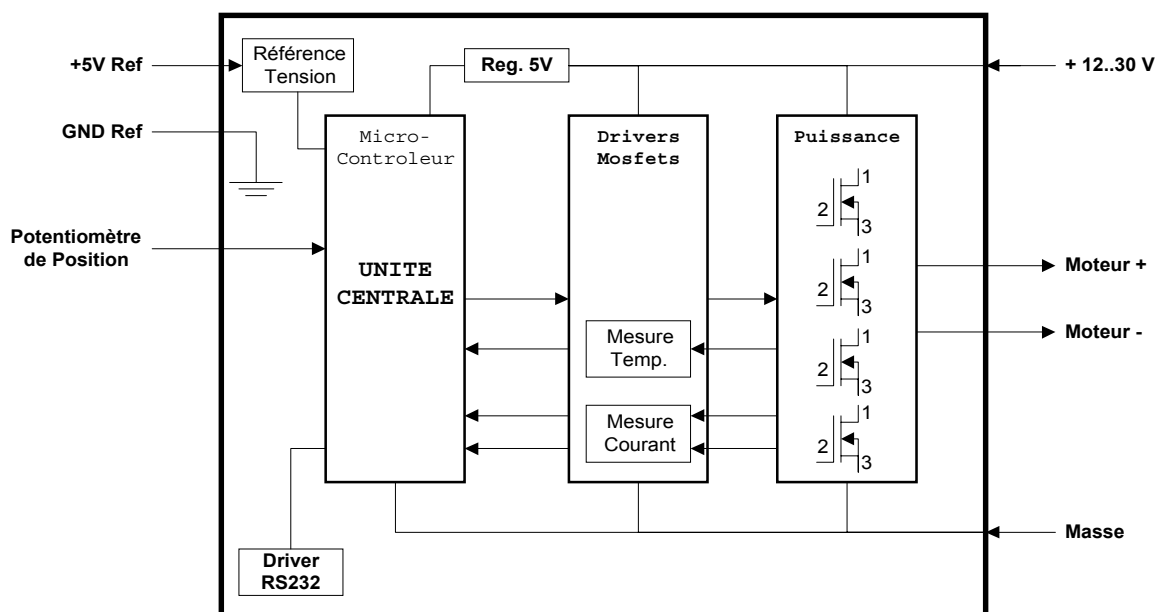 Référence
Tension
+5V Ref
Reg. 5V
+ 12..30 V
GND Ref
Micro-
Controleur
Drivers
Mosfets
Puissance
1
2
3
Potentiomètre
de Position
UNITE
CENTRALE
1
2
3
Moteur +
Mesure
Temp.
1
2
3
Moteur -
Mesure
Courant
1
2
3
Masse
Driver
RS232